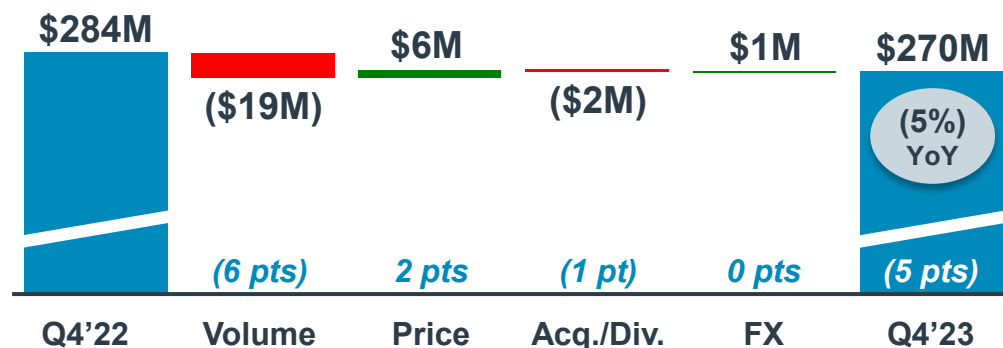 $284M
($19M)
$6M
($2M)
$1M
$270M
(5%)
YoY
(6 pts)
2 pts
(1 pt)
0 pts
(5 pts)
Q4’22
Volume
Price
Acq./Div.
FX
Q4’23